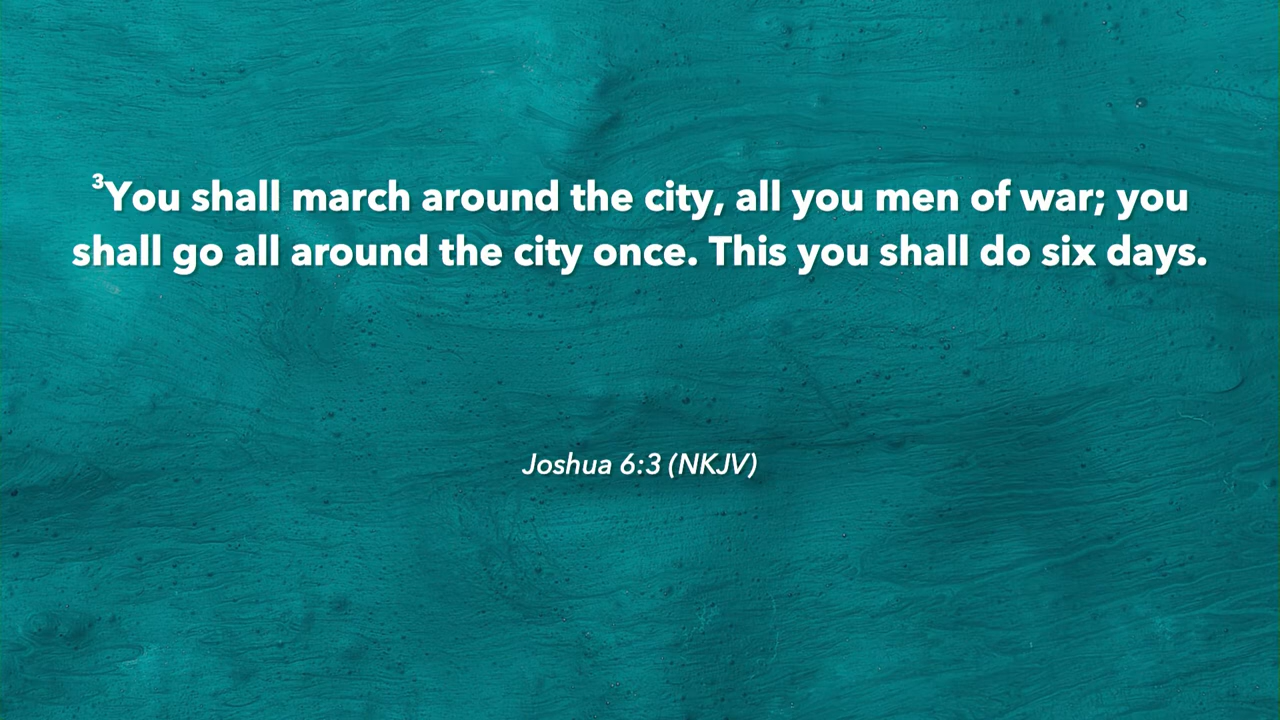 ³You shall march around the city, all you men of war; you
shall go all around the city once. This you shall do six days.
Joshua 6:3 (NKJV)